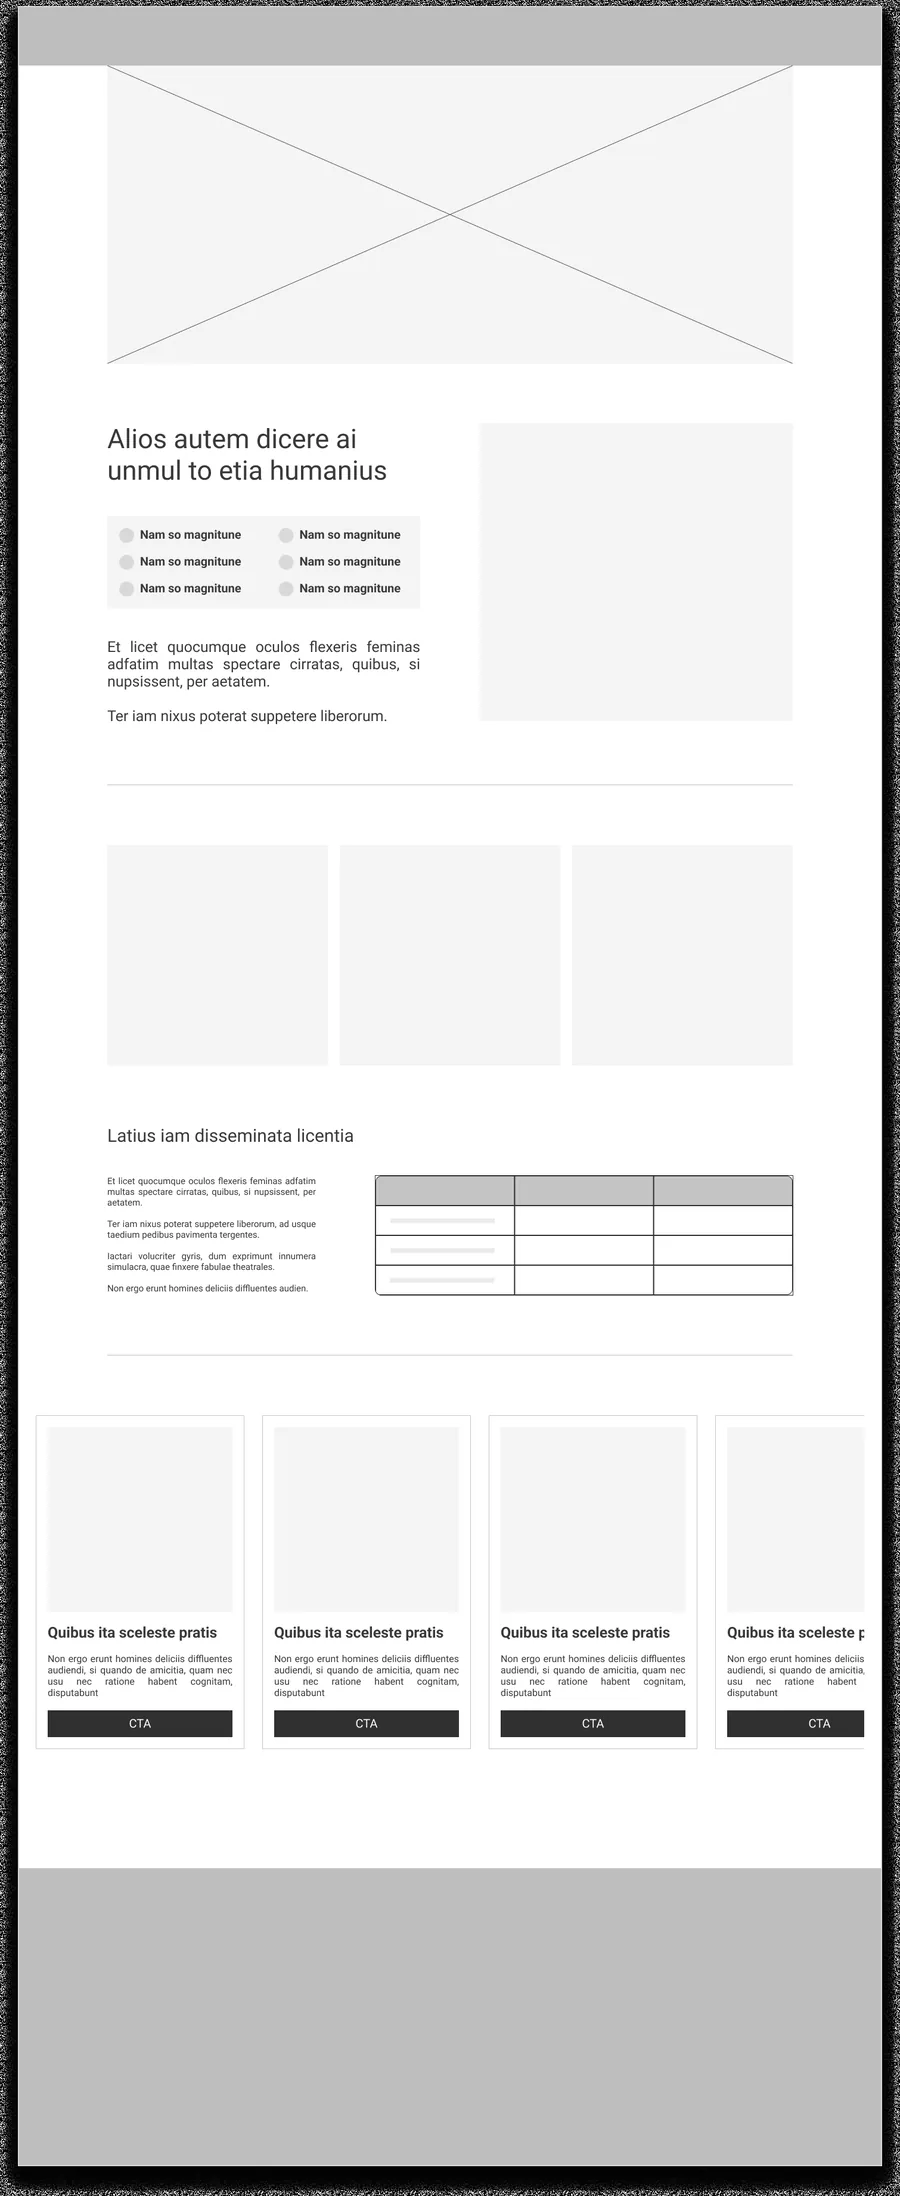 Alios autem dicere ai
unmul to etia humanius
Nam so magnitune
Nam so magnitune
Nam so magnitune
Nam so magnitune
Nam so magnitune
Nam so magnitune
Et licet quocumque oculos flexeris feminas
adfatim multas spectare cirratas, quibus, si
nupsissent, per aetatem.
Ter iam nixus poterat suppetere liberorum.
Latius iam disseminata licentia
Et licet quocumque oculos flexeris feminas adfatim
multas spectare cirratas, quibus, si nupsissent, per
aetatem.
Ter iam nixus poterat suppetere liberorum, ad usque
taedium pedibus pavimenta tergentes.
Iactari volucriter gyris, dum exprimunt innumera
simulacra, quae finxere fabulae theatrales.
Non ergo erunt homines deliciis diffluentes audien.
Quibus ita sceleste pratis
Non ergo erunt homines deliciis diffluentes
audiendi, si quando de amicitia, quam nec
usu nec ratione habent cognitam,
disputabunt
CTA
Quibus ita sceleste pratis
Non ergo erunt homines deliciis diffluentes
audiendi, si quando de amicitia, quam nec
usu nec ratione habent cognitam,
disputabunt
CTA
Quibus ita sceleste pratis
Non ergo erunt homines deliciis diffluentes
audiendi, si quando de amicitia, quam nec
usu nec ratione habent cognitam,
disputabunt
CTA
Quibus ita sceleste p
Non ergo erunt homines deliciis
audiendi, si quando de amicitia,
usu nec ratione habent
disputabunt
CTA